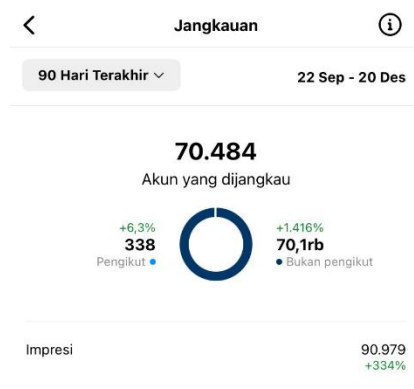 Jangkauan
90 Hari Terakhir
22 Sep - 20 Des
70.484
Akun yang dijangkau
+6,3%
338
Pengikut
+1.416%
70,1rb
Bukan pengikut
Impresi
90.979
+334%